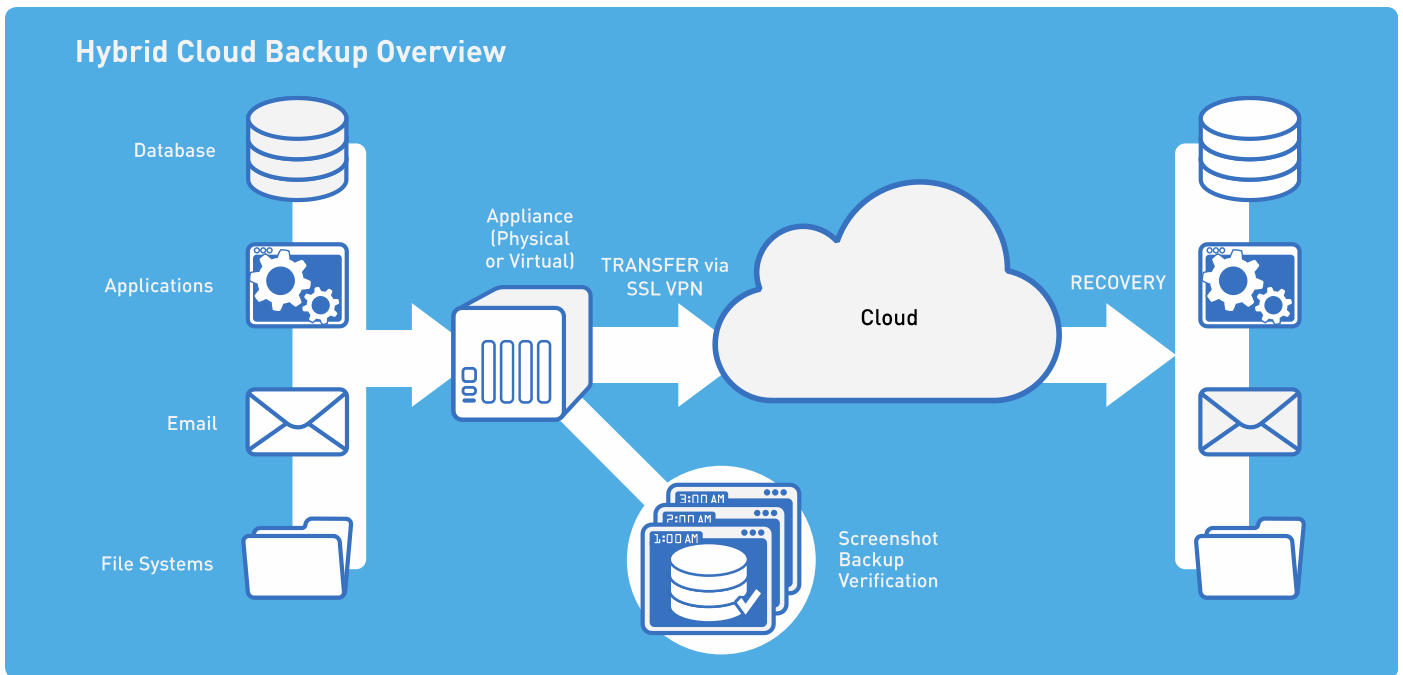 Hybrid Cloud Backup Overview
Database
Applications
Email
File Systems
Appliance
(Physical
or Virtual)
TRANSFER via
SSL VPN
Cloud
RECOVERY
3:00 AM
2:00 AM
1:00 AM
Screenshot
Backup
Verification